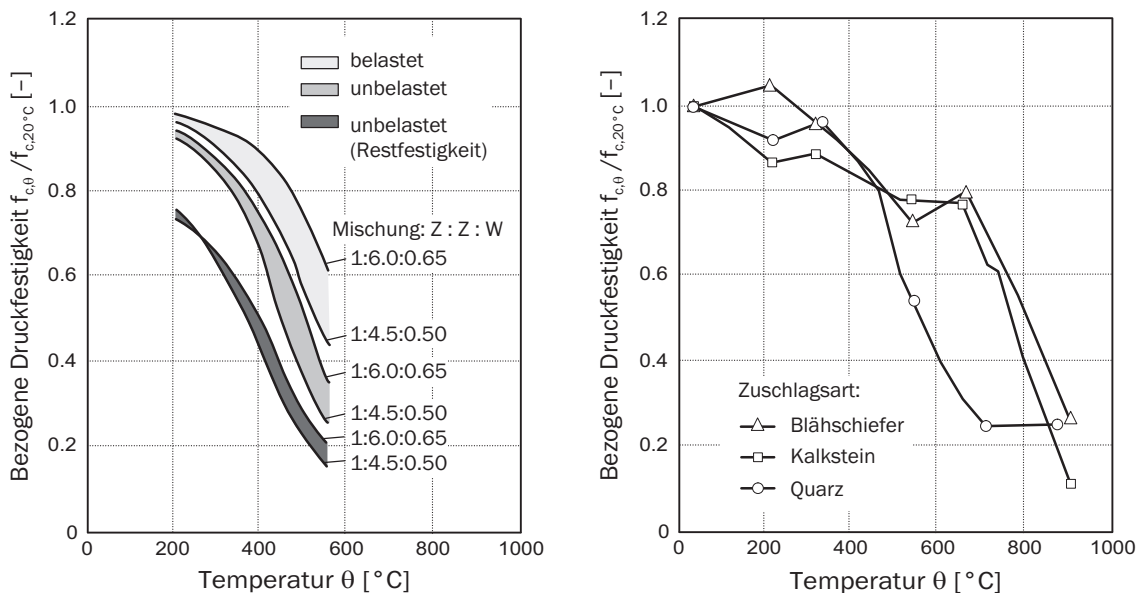 Bezogene Druckfestigkeit f c,θ / f c,20°C [–]
1.2
1.0
0.8
0.6
0.4
0.2
0
belastet
unbelastet
unbelastet
(Restfestigkeit)
Mischung: Z : Z : W
1:6.0:0.65
1:4.5:0.50
1:6.0:0.65
1:4.5:0.50
1:6.0:0.65
1:4.5:0.50
0 200 400 600 800 1000
Temperatur θ [°C]
Bezogene Druckfestigkeit f c,θ / f c,20°C [–]
1.2
1.0
0.8
0.6
0.4
0.2
0
Zuschlagsart:
Blähschiefer
Kalkstein
Quarz
0 200 400 600 800 1000
Temperatur θ [°C]